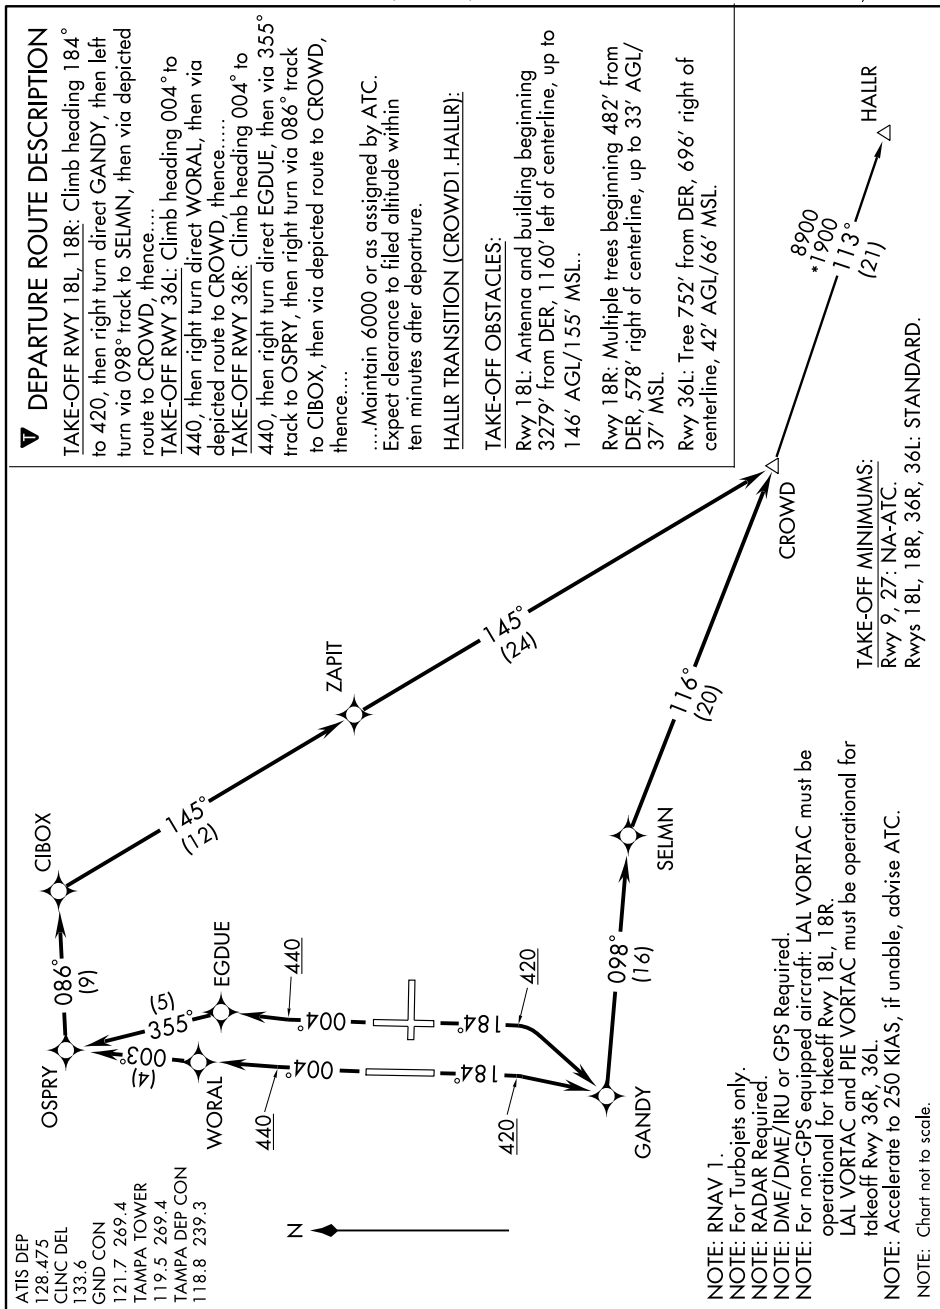 ATIS DEP
128.475
CLNC DEL
133.6
GND CON
121.7 269.4
TAMPA TOWER
119.5 269.4
TAMPA DEP CON
118.8 239.3
N
OSPRY
086°
(9)
CIBOX
003°
(4)
355°
(5)
WORAL
EGDUE
440
440
004°
004°
184°
184°
420
420
GANDY
098°
(16)
SELMN
145°
(12)
ZAPIT
145°
(24)
116°
(20)
CROWD
8900
*1900
113°
(21)
HALLR
T
DEPARTURE ROUTE DESCRIPTION
TAKE-OFF RWY 18L, 18R: Climb heading 184°
to 420, then right turn direct GANDY, then left
turn via 098° track to SELMN, then via depicted
route to CROWD, thence....
TAKE-OFF RWY 36L: Climb heading 004° to
440, then right turn direct WORAL, then via
depicted route to CROWD, thence.....
TAKE-OFF RWY 36R: Climb heading 004° to
440, then right turn direct EGDUE, then via 355°
track to OSPRY, then right turn via 086° track
to CIBOX, then via depicted route to CROWD,
thence....
....Maintain 6000 or as assigned by ATC.
Expect clearance to filed altitude within
ten minutes after departure.
HALLR TRANSITION (CROWD1.HALLR):
TAKE-OFF OBSTACLES:
Rwy 18L: Antenna and building beginning
3279' from DER, 1160' left of centerline, up to
146' AGL/155' MSL..
Rwy 18R: Multiple trees beginning 482' from
DER, 578' right of centerline, up to 33' AGL/
37' MSL.
Rwy 36L: Tree 752' from DER, 696' right of
centerline, 42' AGL/66' MSL.
TAKE-OFF MINIMUMS:
Rwy 9, 27: NA-ATC.
Rwys 18L, 18R, 36R, 36L: STANDARD.
NOTE: RNAV 1.
NOTE: For Turbojets only.
NOTE: RADAR Required.
NOTE: DME/DME/IRU or GPS Required.
NOTE: For non-GPS equipped aircraft: LAL VORTAC must be
operational for takeoff Rwy 18L, 18R.
LAL VORTAC and PIE VORTAC must be operational for
takeoff Rwy 36R, 36L.
NOTE: Accelerate to 250 KIAS, if unable, advise ATC.
NOTE: Chart not to scale.